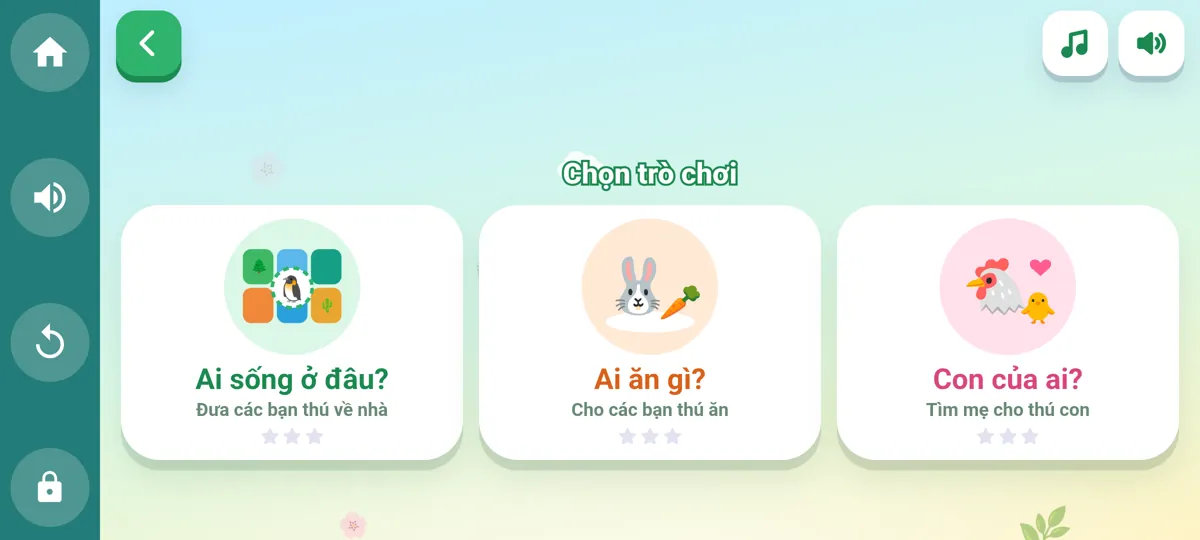 Chọn trò chơi
Ai sống ở đâu?
Đưa các bạn thú về nhà
Ai ăn gì?
Cho các bạn thú ăn
Con của ai?
Tìm mẹ cho thú con